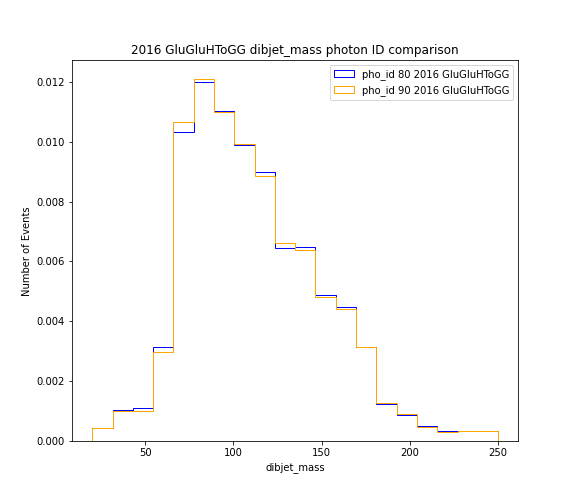 2016 GluGluHToGG dibjet_mass photon ID comparison
pho_id 80 2016 GluGluHToGG
pho_id 90 2016 GluGluHToGG
Number of Events
0.012
0.010
0.008
0.006
0.004
0.002
0.000
50
100
150
200
250
dibjet_mass